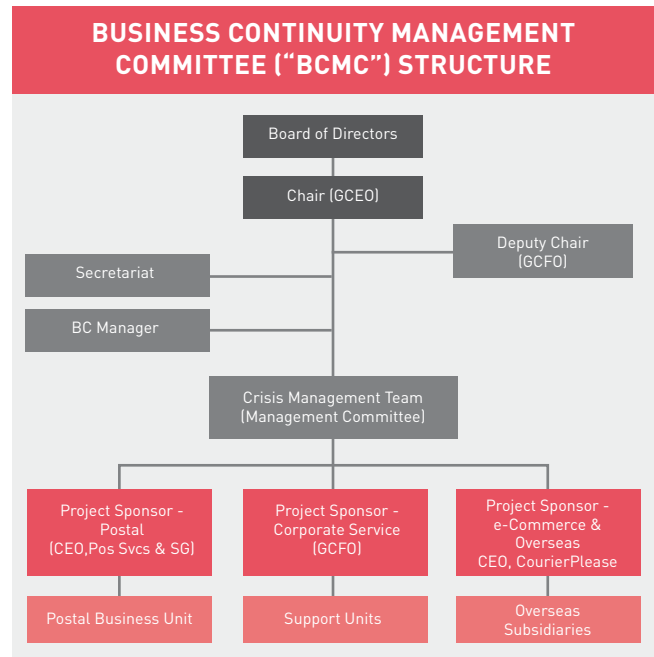 BUSINESS CONTINUITY MANAGEMENT
COMMITTEE (“BCMC”) STRUCTURE
Board of Directors
Chair (GCEO)
Deputy Chair
(GCFO)
Secretariat
BC Manager
Crisis Management Team
(Management Committee)
Project Sponsor -
Postal
(CEO,Pos Svcs & SG)
Project Sponsor -
Corporate Service
(GCFO)
Project Sponsor -
e-Commerce &
Overseas
CEO, CourierPlease
Postal Business Unit
Support Units
Overseas
Subsidiaries